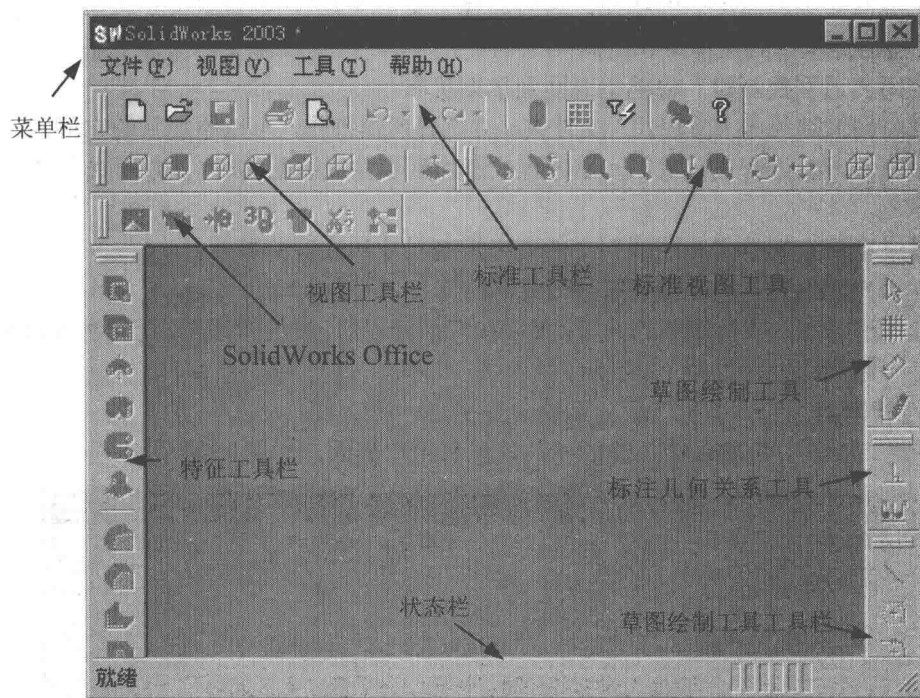 SW SolidWorks 2003
文件(F) 视图(V) 工具(T) 帮助(H)
菜单栏
3D
视图工具栏
标准工具栏
标准视图工具
SolidWorks Office
草图绘制工具
特征工具栏
标注几何关系工具
状态栏
草图绘制工具工具栏
就绪